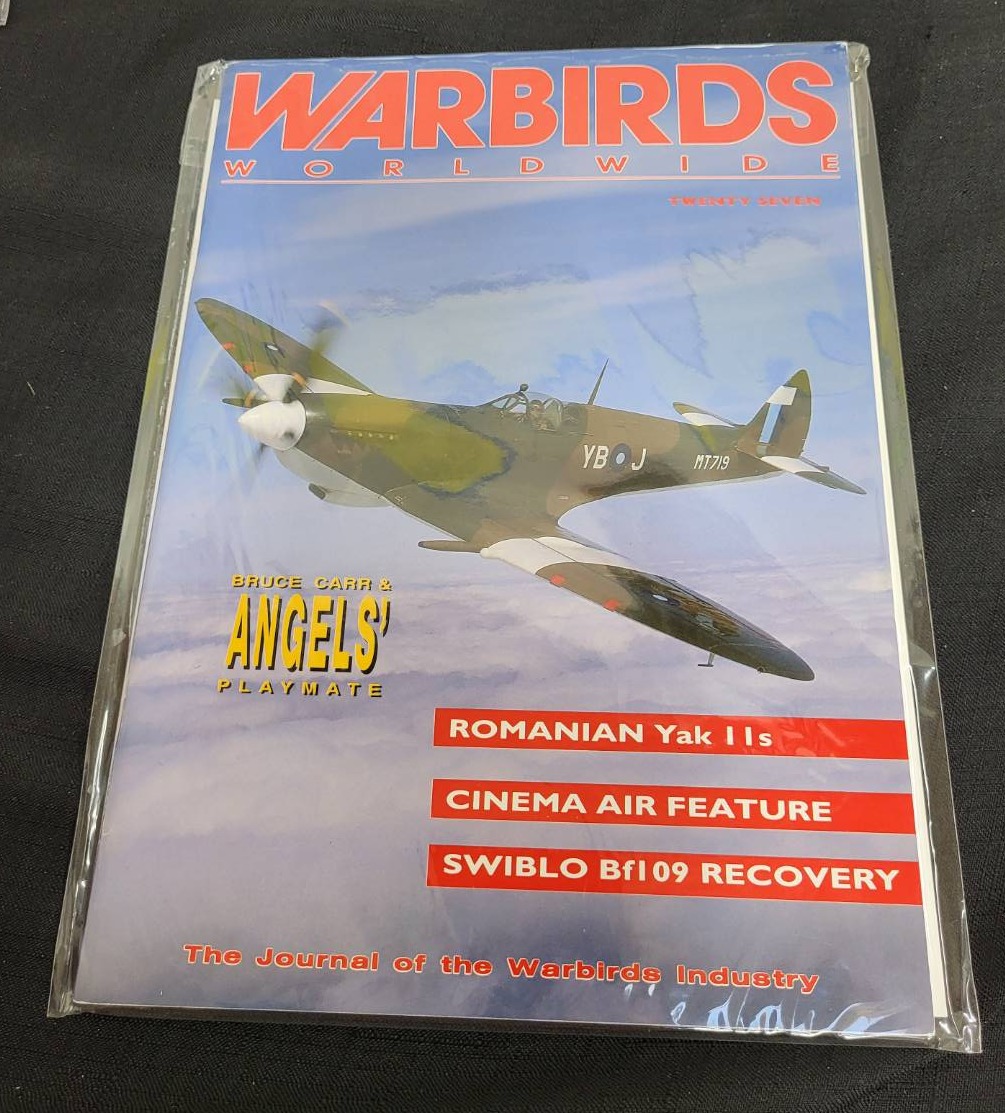 WARBIRDS
WORLDWIDE
TWENTY SEVEN
YB J MT719
BRUCE CARR &
ANGELS'
PLAYMATE
ROMANIAN Yak 11s
CINEMA AIR FEATURE
SWIBLO Bf109 RECOVERY
The Journal of the Warbirds Industry